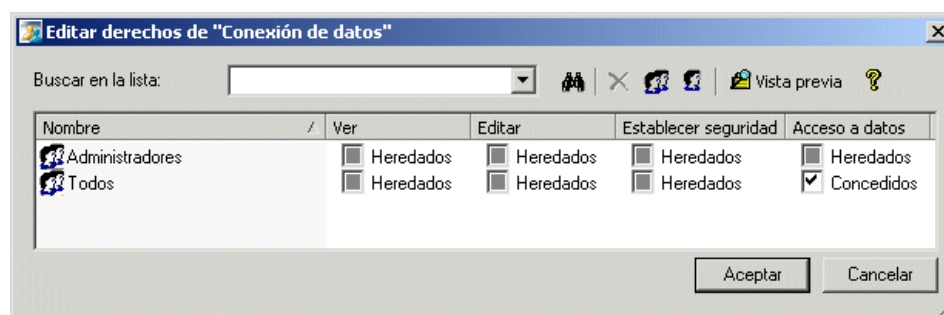 Editar derechos de "Conexión de datos"
Buscar en la lista: Vista previa
Nombre Ver Editar Establecer seguridad Acceso a datos
Administradores Heredados Heredados Heredados Heredados
Todos Heredados Heredados Heredados Concedidos
Aceptar Cancelar